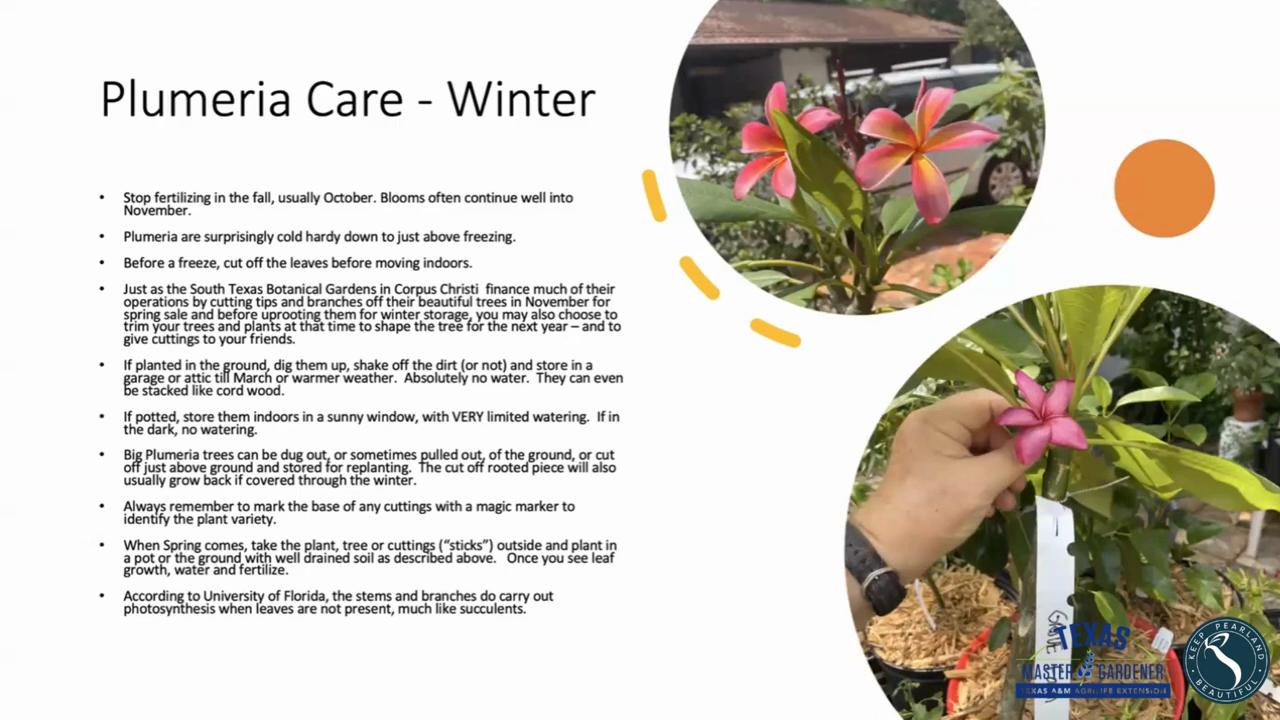 Plumeria Care - Winter
• Stop fertilizing in the fall, usually October. Blooms often continue well into
November.
• Plumeria are surprisingly cold hardy down to just above freezing.
• Before a freeze, cut off the leaves before moving indoors.
• Just as the South Texas Botanical Gardens in Corpus Christi finance much of their
operations by cutting tips and branches off their beautiful trees in November for
spring sale and before uprooting them for winter storage, you may also choose to
trim your trees and plants at that time to shape the tree for the next year – and to
give cuttings to your friends.
• If planted in the ground, dig them up, shake off the dirt (or not) and store in a
garage or attic till March or warmer weather. Absolutely no water. They can even
be stacked like cord wood.
• If potted, store them indoors in a sunny window, with VERY limited watering. If in
the dark, no watering.
• Big Plumeria trees can be dug out, or sometimes pulled out, of the ground, or cut
off just above ground and stored for replanting. The cut off rooted piece will also
usually grow back if covered through the winter.
• Always remember to mark the base of any cuttings with a magic marker to
identify the plant variety.
• When Spring comes, take the plant, tree or cuttings (“sticks”) outside and plant in
a pot or the ground with well drained soil as described above. Once you see leaf
growth, water and fertilize.
• According to University of Florida, the stems and branches do carry out
photosynthesis when leaves are not present, much like succulents.
TEXAS
MASTER GARDENER
TEXAS A&M AGRILIFE EXTENSION
KEEP PEARLAND
BEAUTIFUL